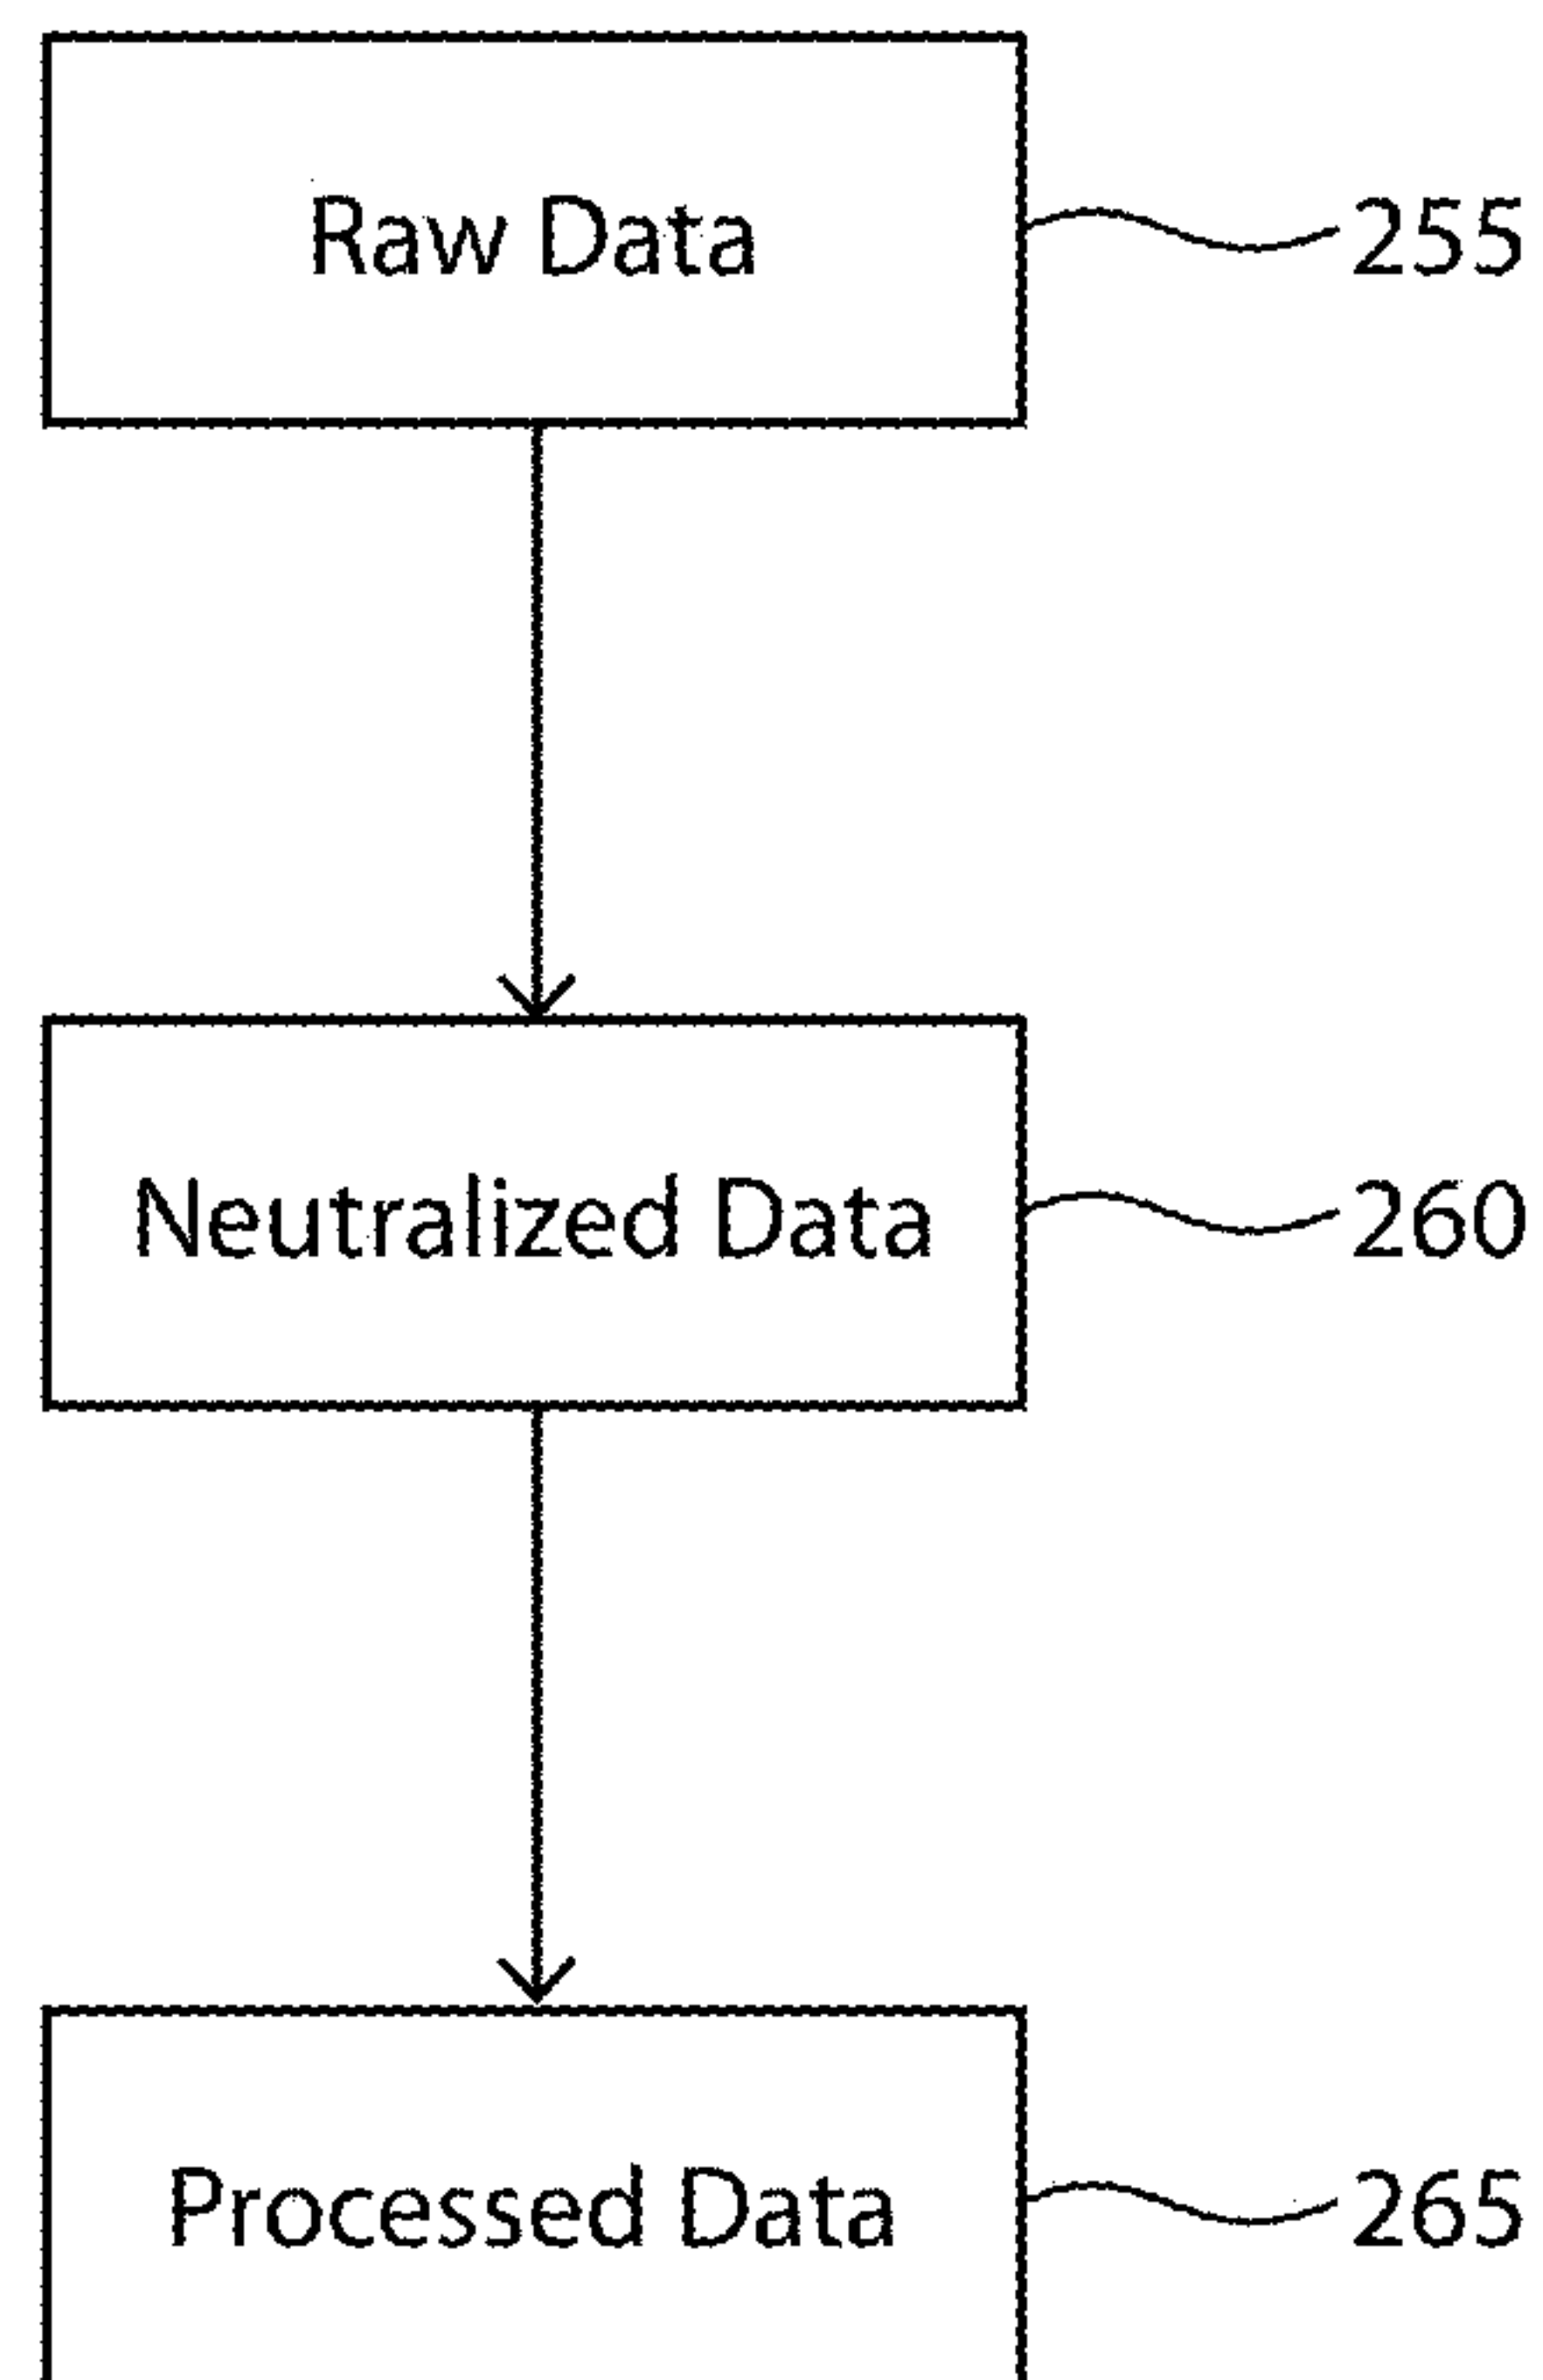 Raw Data
255
Neutralized Data
260
Processed Data
265